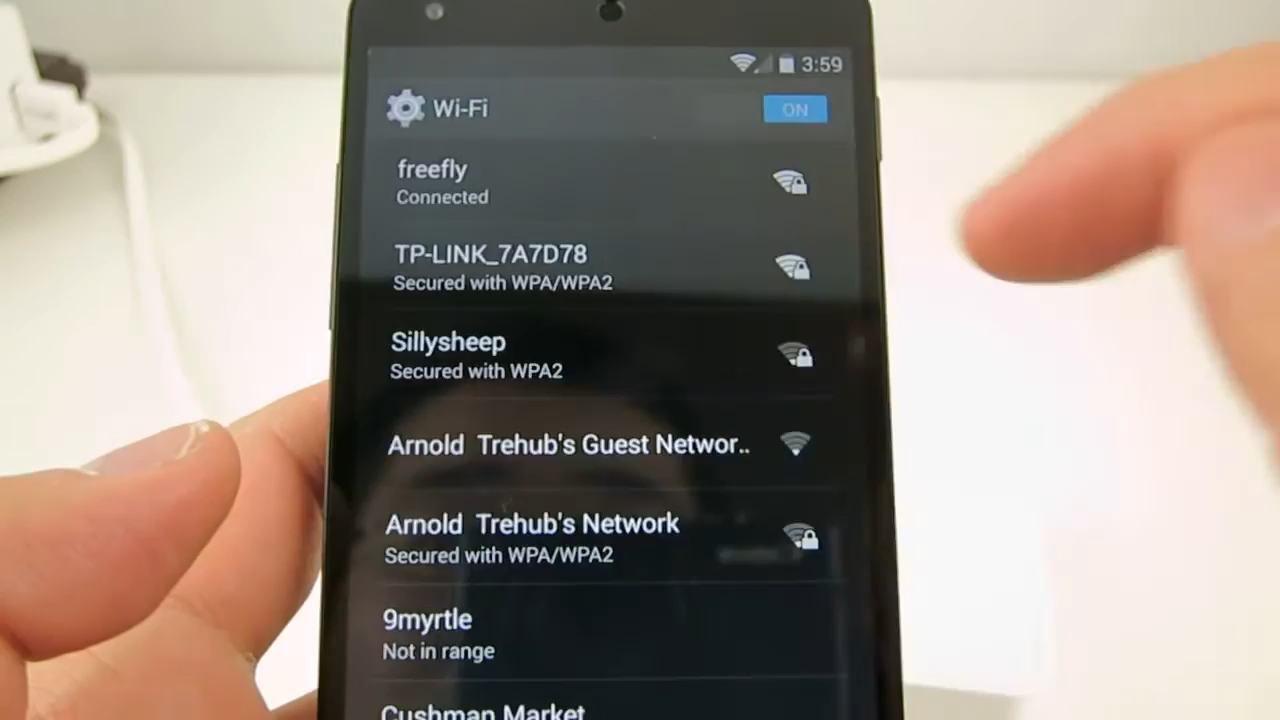 3:59
Wi-Fi
ON
freefly
Connected
TP-LINK_7A7D78
Secured with WPA/WPA2
Sillysheep
Secured with WPA2
Arnold Trehub's Guest Networ..
Arnold Trehub's Network
Secured with WPA/WPA2
9myrtle
Not in range
Cushman Market